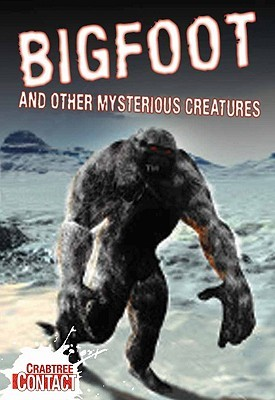 BIGFOOT
AND OTHER MYSTERIOUS CREATURES
CRABTREE
CONTACT